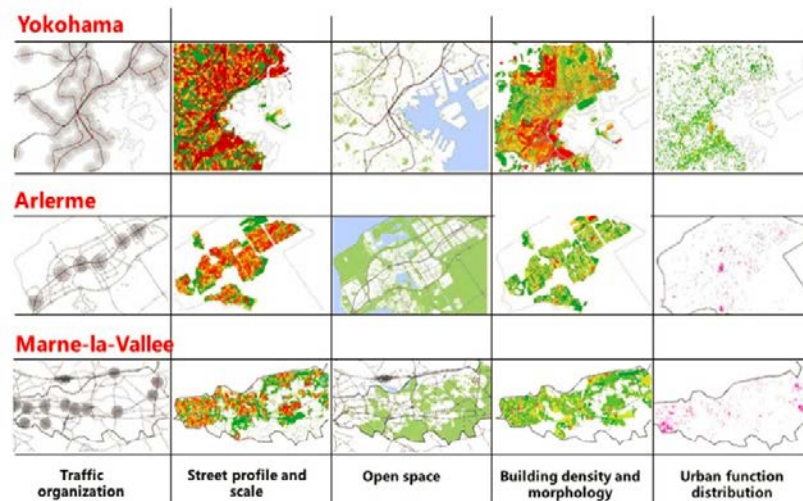 Yokohama
Arlerme
Marne-la-Vallee
Traffic organization
Street profile and scale
Open space
Building density and morphology
Urban function distribution